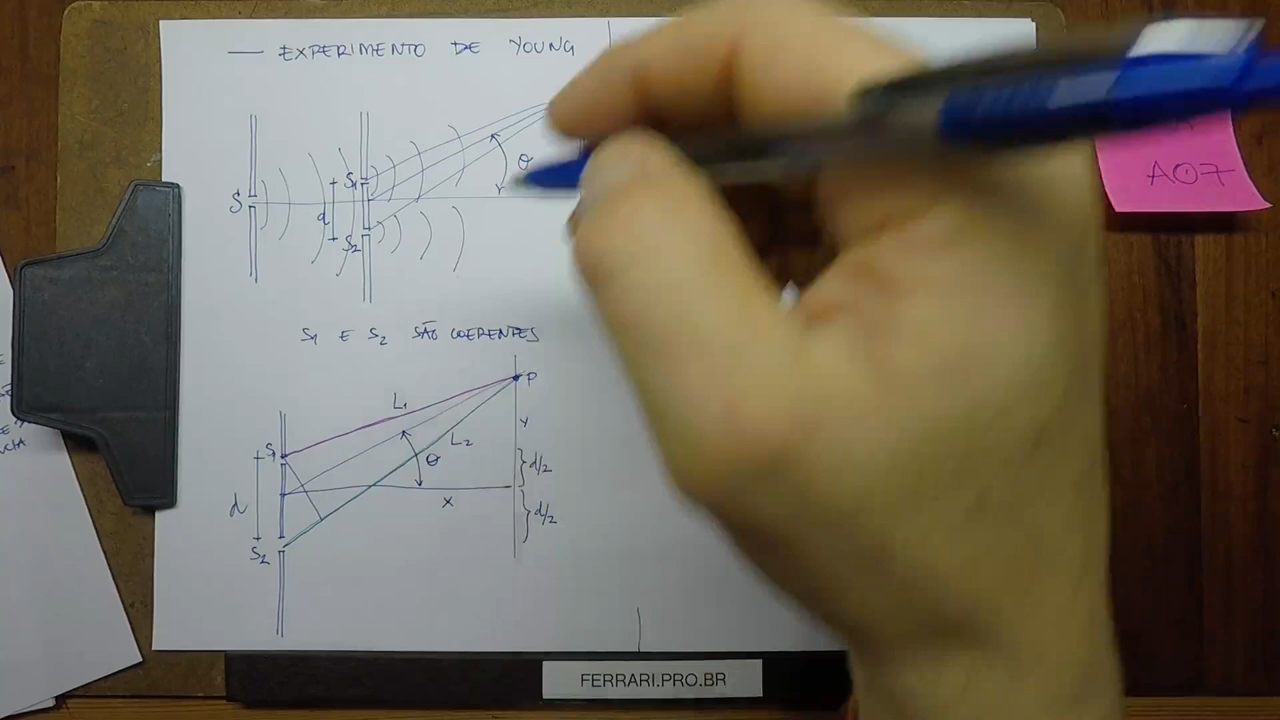 — EXPERIMENTO DE YOUNG
S
S1
d
S2
θ
A07
S1 E S2 SÃO COERENTES
P
L1
y
L2
S1
θ
d/2
x
d
d/2
S2
FERRARI.PRO.BR